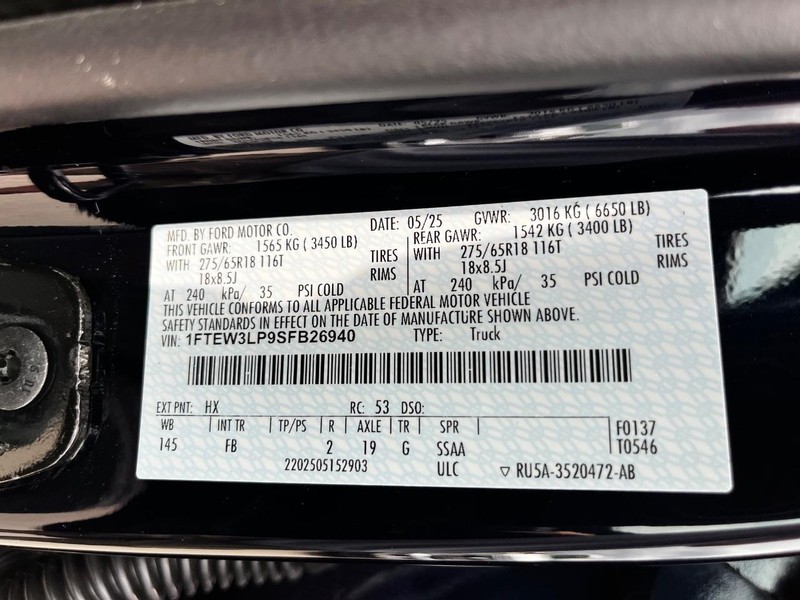 MFD. BY FORD MOTOR CO. DATE: 05/25 GVWR: 3016 KG ( 6650 LB)
FRONT GAWR: 1565 KG ( 3450 LB) REAR GAWR: 1542 KG ( 3400 LB)
WITH 275/65R18 116T TIRES WITH 275/65R18 116T TIRES
18x8.5J RIMS 18x8.5J RIMS
AT 240 kPa/ 35 PSI COLD AT 240 kPa/ 35 PSI COLD
THIS VEHICLE CONFORMS TO ALL APPLICABLE FEDERAL MOTOR VEHICLE
SAFETY STANDARDS IN EFFECT ON THE DATE OF MANUFACTURE SHOWN ABOVE.
VIN: 1FTEW3LP9SFB26940 TYPE: Truck
EXT PNT: HX RC: 53 DSO:
WB INT TR TP/PS R AXLE TR SPR F0137
145 FB 2 19 G SSAA T0546
2202505152903 ULC ▽ RU5A-3520472-AB